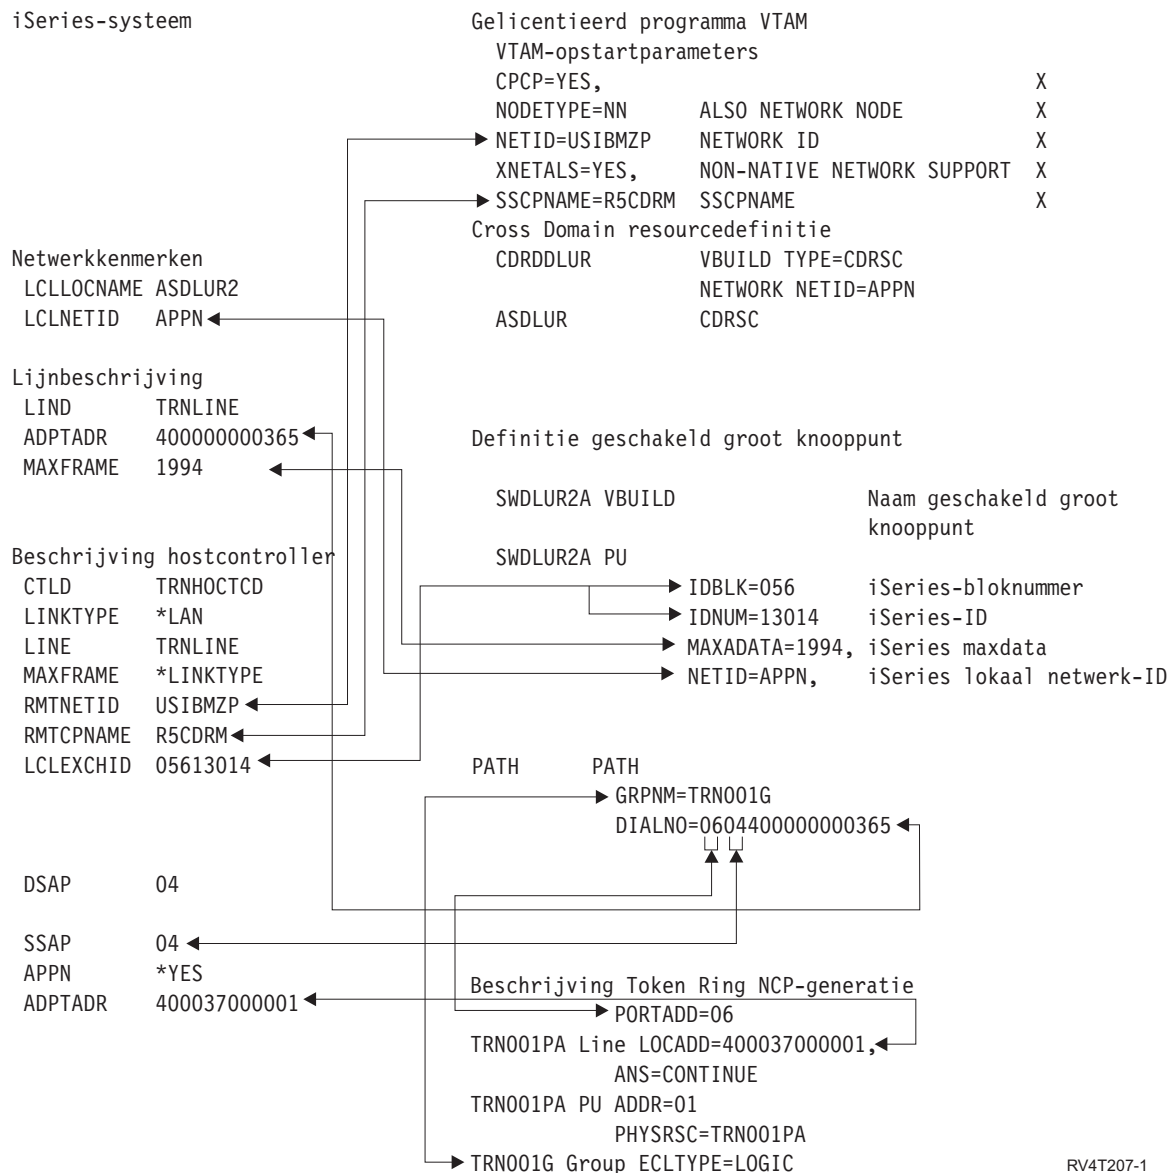 iSeries-systeem
Gelicentieerd programma VTAM
VTAM-opstartparameters
CPCP=YES, X
NODETYPE=NN ALSO NETWORK NODE X
NETID=USIBMZP NETWORK ID X
XNETALS=YES, NON-NATIVE NETWORK SUPPORT X
SSCPNAME=R5CDRM SSCPNAME X
Cross Domain resourcedefinitie
CDRDDLUR VBUILD TYPE=CDRSC
NETWORK NETID=APPN
ASDLUR CDRSC
Netwerkkenmerken
LCLLOCNAME ASDLUR2
LCLNETID APPN
Lijnbeschrijving
LIND TRNLINE
ADPTADR 400000000365
MAXFRAME 1994
Definitie geschakeld groot knooppunt
SWDLUR2A VBUILD Naam geschakeld groot
knooppunt
SWDLUR2A PU
IDBLK=056 iSeries-bloknummer
IDNUM=13014 iSeries-ID
MAXADATA=1994, iSeries maxdata
NETID=APPN, iSeries lokaal netwerk-ID
Beschrijving hostcontroller
CTLD TRNHOCTCD
LINKTYPE *LAN
LINE TRNLINE
MAXFRAME *LINKTYPE
RMTNETID USIBMZP
RMTCPNAME R5CDRM
LCLEXCHID 05613014
PATH PATH
GRPNM=TRN001G
DIALNO=0604400000000365
DSAP 04
SSAP 04
APPN *YES
ADPTADR 400037000001
Beschrijving Token Ring NCP-generatie
PORTADD=06
TRN001PA Line LOCADD=400037000001,
ANS=CONTINUE
TRN001PA PU ADDR=01
PHYSRSC=TRN001PA
TRN001G Group ECLTYPE=LOGIC
RV4T207-1